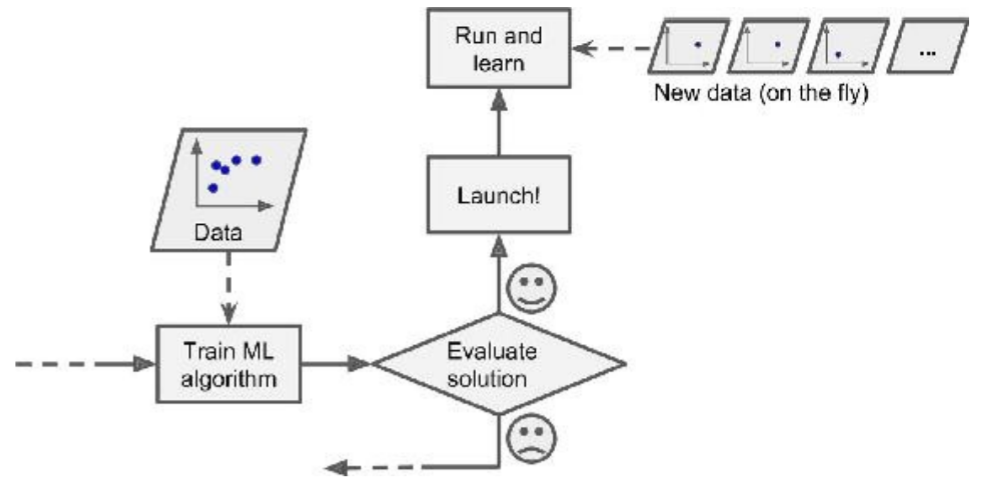 Run and
learn
...
New data (on the fly)
Launch!
Data
Train ML
algorithm
Evaluate
solution